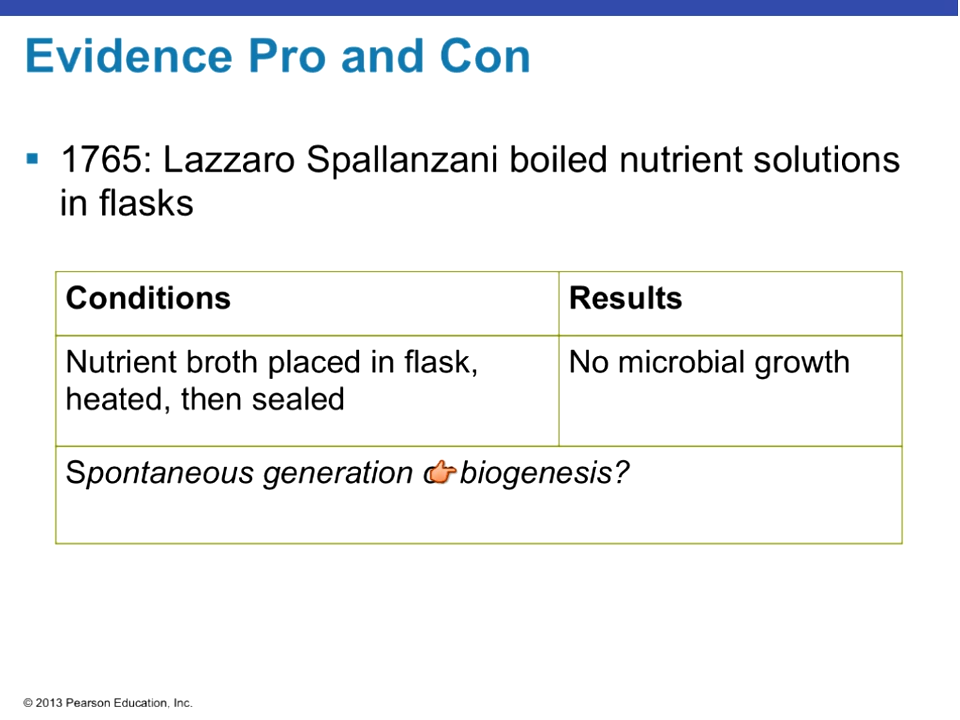 Evidence Pro and Con
1765: Lazzaro Spallanzani boiled nutrient solutions
in flasks
Conditions
Results
Nutrient broth placed in flask,
heated, then sealed
No microbial growth
Spontaneous generation biogenesis?
© 2013 Pearson Education, Inc.